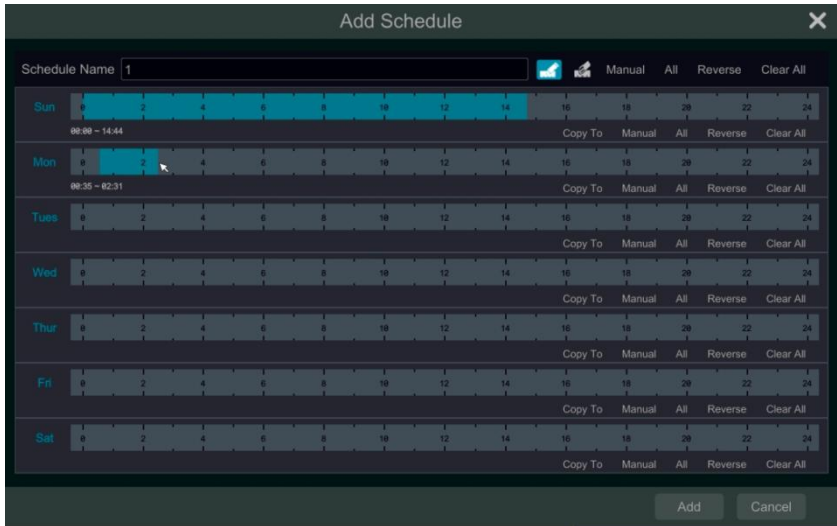 Add Schedule
Schedule Name 1 Manual All Reverse Clear All
Sun 0 2 4 6 8 10 12 14 16 18 20 22 24
00:00 ~ 14:44 Copy To Manual All Reverse Clear All
Mon 0 2 4 6 8 10 12 14 16 18 20 22 24
00:35 ~ 02:31 Copy To Manual All Reverse Clear All
Tues 0 2 4 6 8 10 12 14 16 18 20 22 24
Copy To Manual All Reverse Clear All
Wed 0 2 4 6 8 10 12 14 16 18 20 22 24
Copy To Manual All Reverse Clear All
Thur 0 2 4 6 8 10 12 14 16 18 20 22 24
Copy To Manual All Reverse Clear All
Fri 0 2 4 6 8 10 12 14 16 18 20 22 24
Copy To Manual All Reverse Clear All
Sat 0 2 4 6 8 10 12 14 16 18 20 22 24
Copy To Manual All Reverse Clear All
Add Cancel